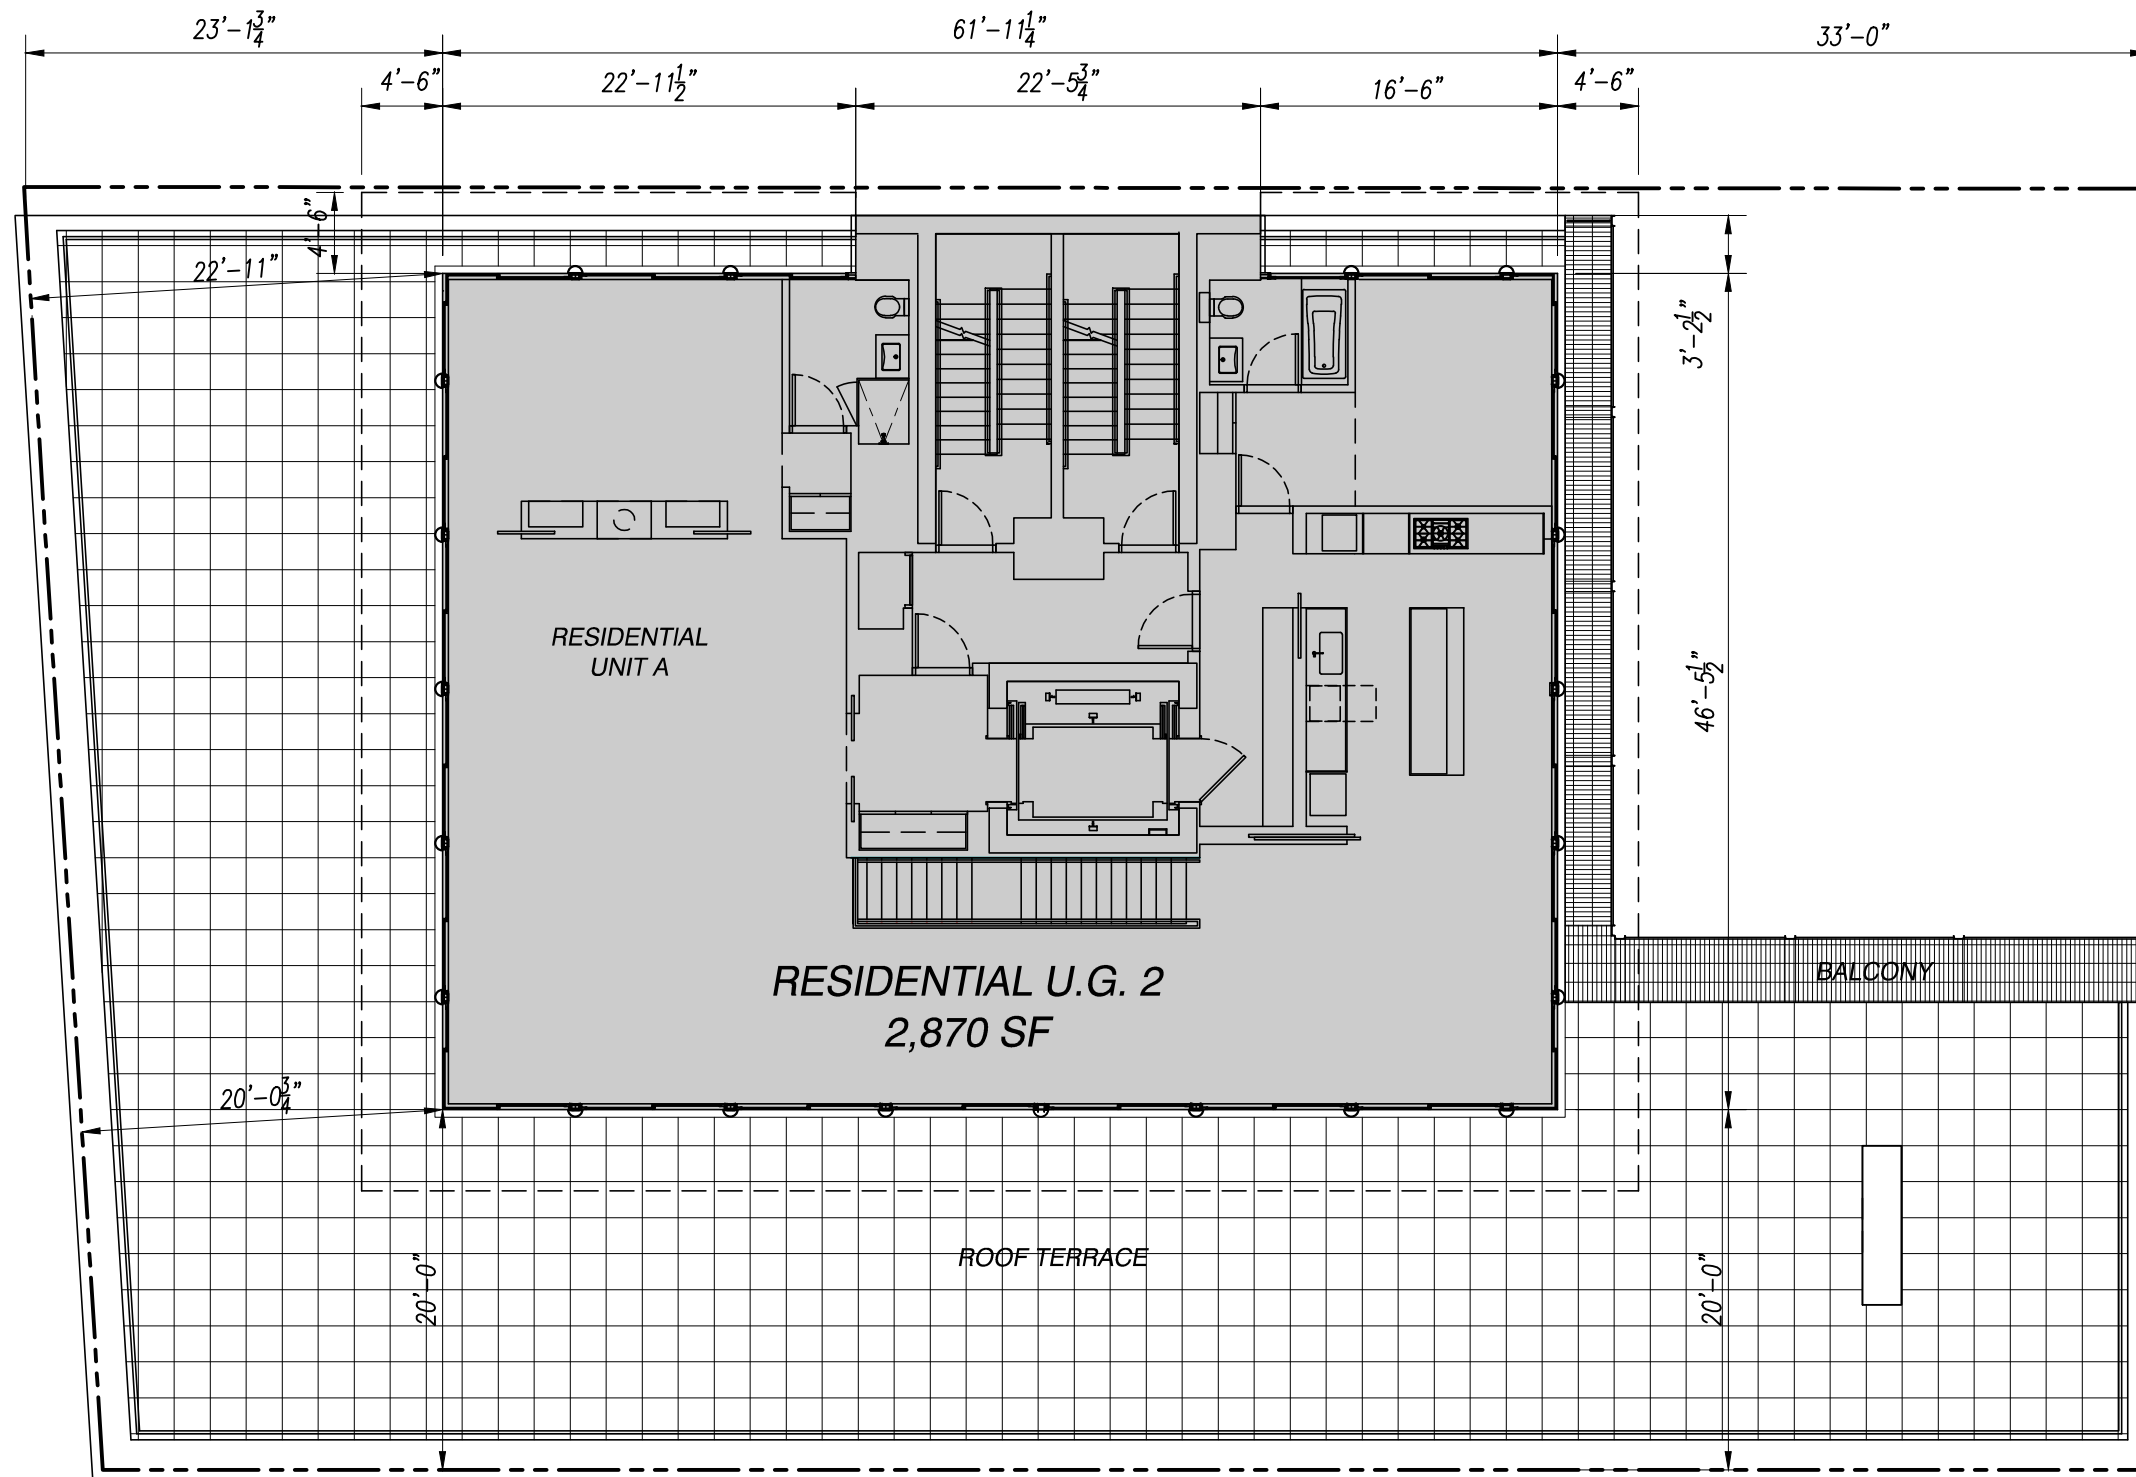 23'-1 3/4"
61'-11 1/4"
33'-0"
4'-6"
22'-11 1/2"
22'-5 3/4"
16'-6"
4'-6"
4'-6"
22'-11"
3'-2 1/2"
RESIDENTIAL
UNIT A
46'-5 1/2"
RESIDENTIAL U.G. 2
2,870 SF
BALCONY
20'-0 3/4"
ROOF TERRACE
20'-0"
20'-0"